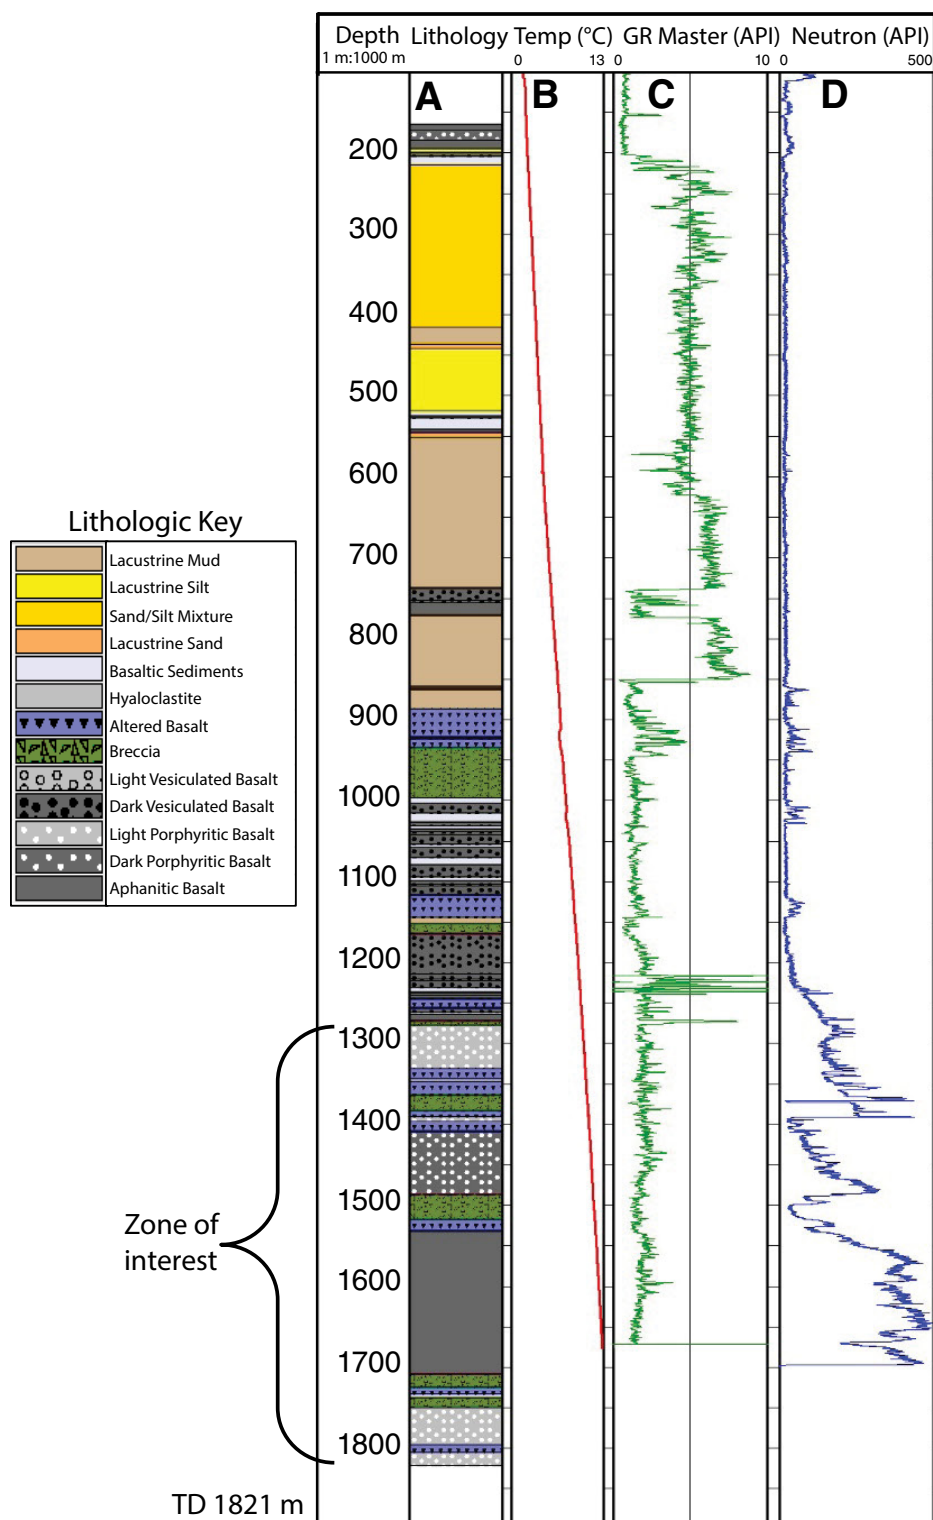 Depth Lithology Temp (°C) GR Master (API) Neutron (API)
1 m:1000 m 0 13 0 10 0 500
A B C D
200
300
400
500
600
700
800
900
1000
1100
1200
1300
1400
1500
1600
1700
1800
Lithologic Key
Lacustrine Mud
Lacustrine Silt
Sand/Silt Mixture
Lacustrine Sand
Basaltic Sediments
Hyaloclastite
Altered Basalt
Breccia
Light Vesiculated Basalt
Dark Vesiculated Basalt
Light Porphyritic Basalt
Dark Porphyritic Basalt
Aphanitic Basalt
Zone of
interest
TD 1821 m